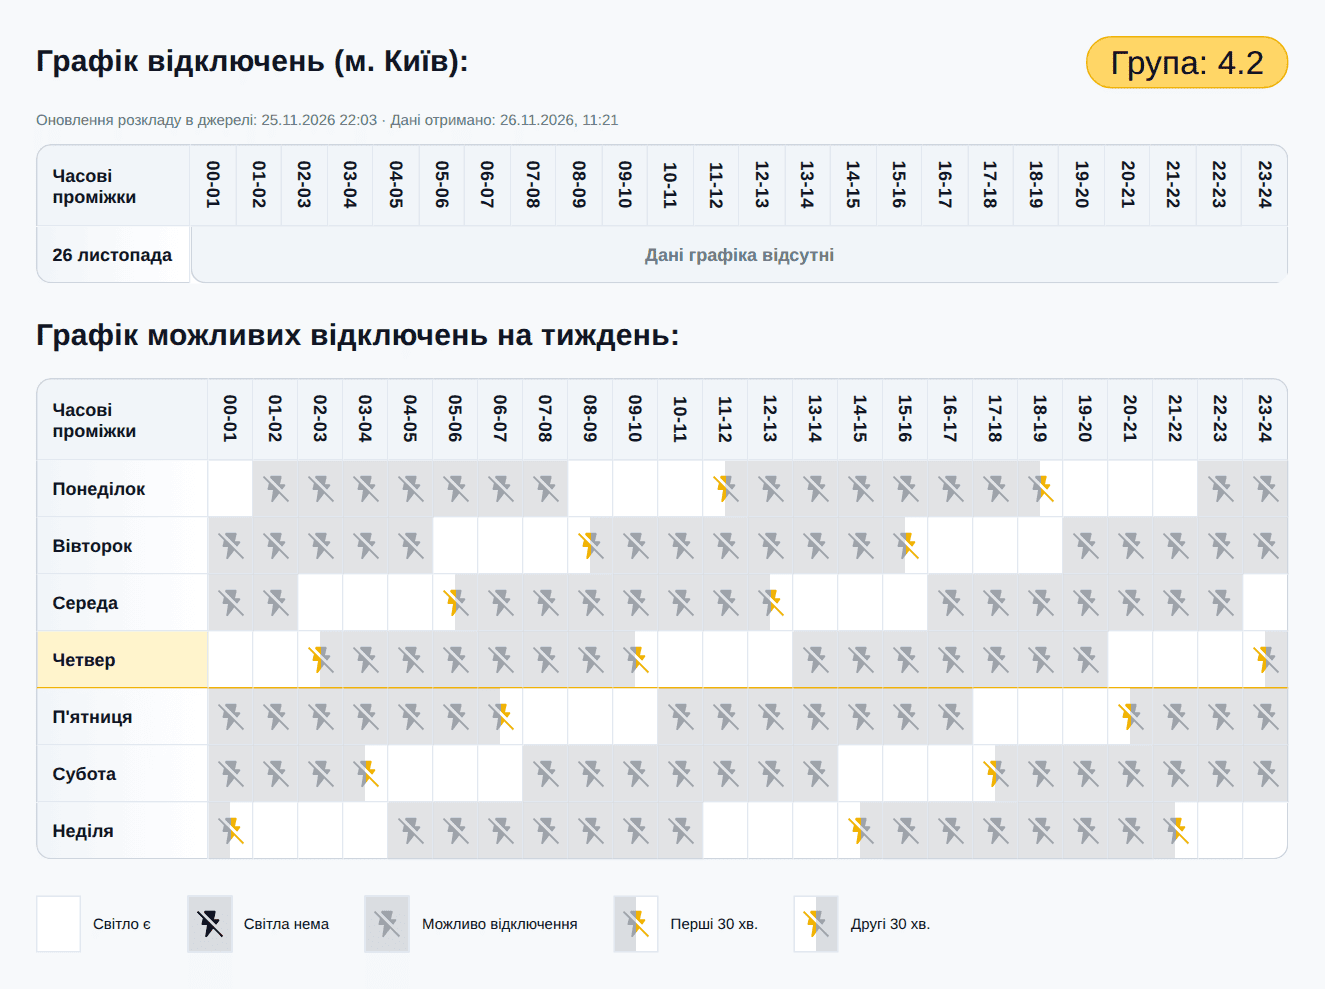 Графік відключень (м. Київ):
Група: 4.2
Оновлення розкладу в джерелі: 25.11.2026 22:03 · Дані отримано: 26.11.2026, 11:21
Часові
проміжки
00-01 01-02 02-03 03-04 04-05 05-06 06-07 07-08 08-09 09-10 10-11 11-12 12-13 13-14 14-15 15-16 16-17 17-18 18-19 19-20 20-21 21-22 22-23 23-24
26 листопада
Дані графіка відсутні
Графік можливих відключень на тиждень:
Часові
проміжки
00-01 01-02 02-03 03-04 04-05 05-06 06-07 07-08 08-09 09-10 10-11 11-12 12-13 13-14 14-15 15-16 16-17 17-18 18-19 19-20 20-21 21-22 22-23 23-24
Понеділок
Вівторок
Середа
Четвер
П'ятниця
Субота
Неділя
Світло є
Світла нема
Можливо відключення
Перші 30 хв.
Другі 30 хв.